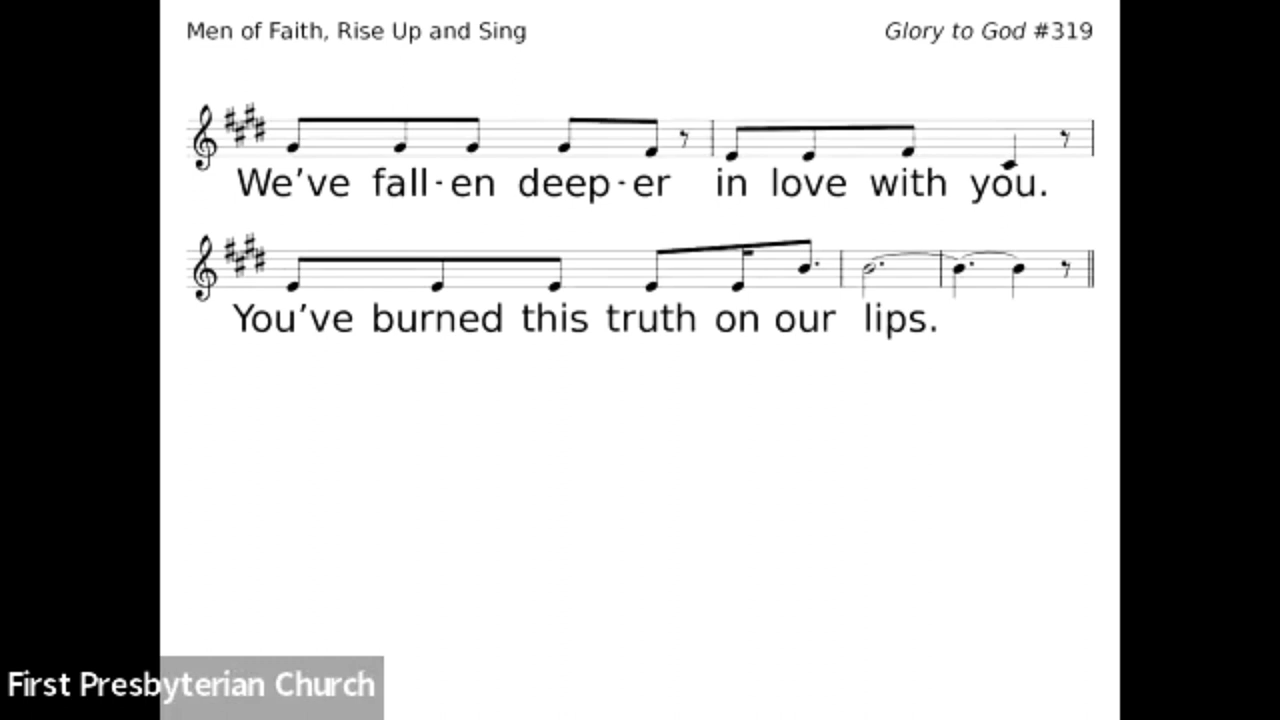 Men of Faith, Rise Up and Sing Glory to God #319
We’ve fall-en deep-er in love with you.
You’ve burned this truth on our lips.
First Presbyterian Church